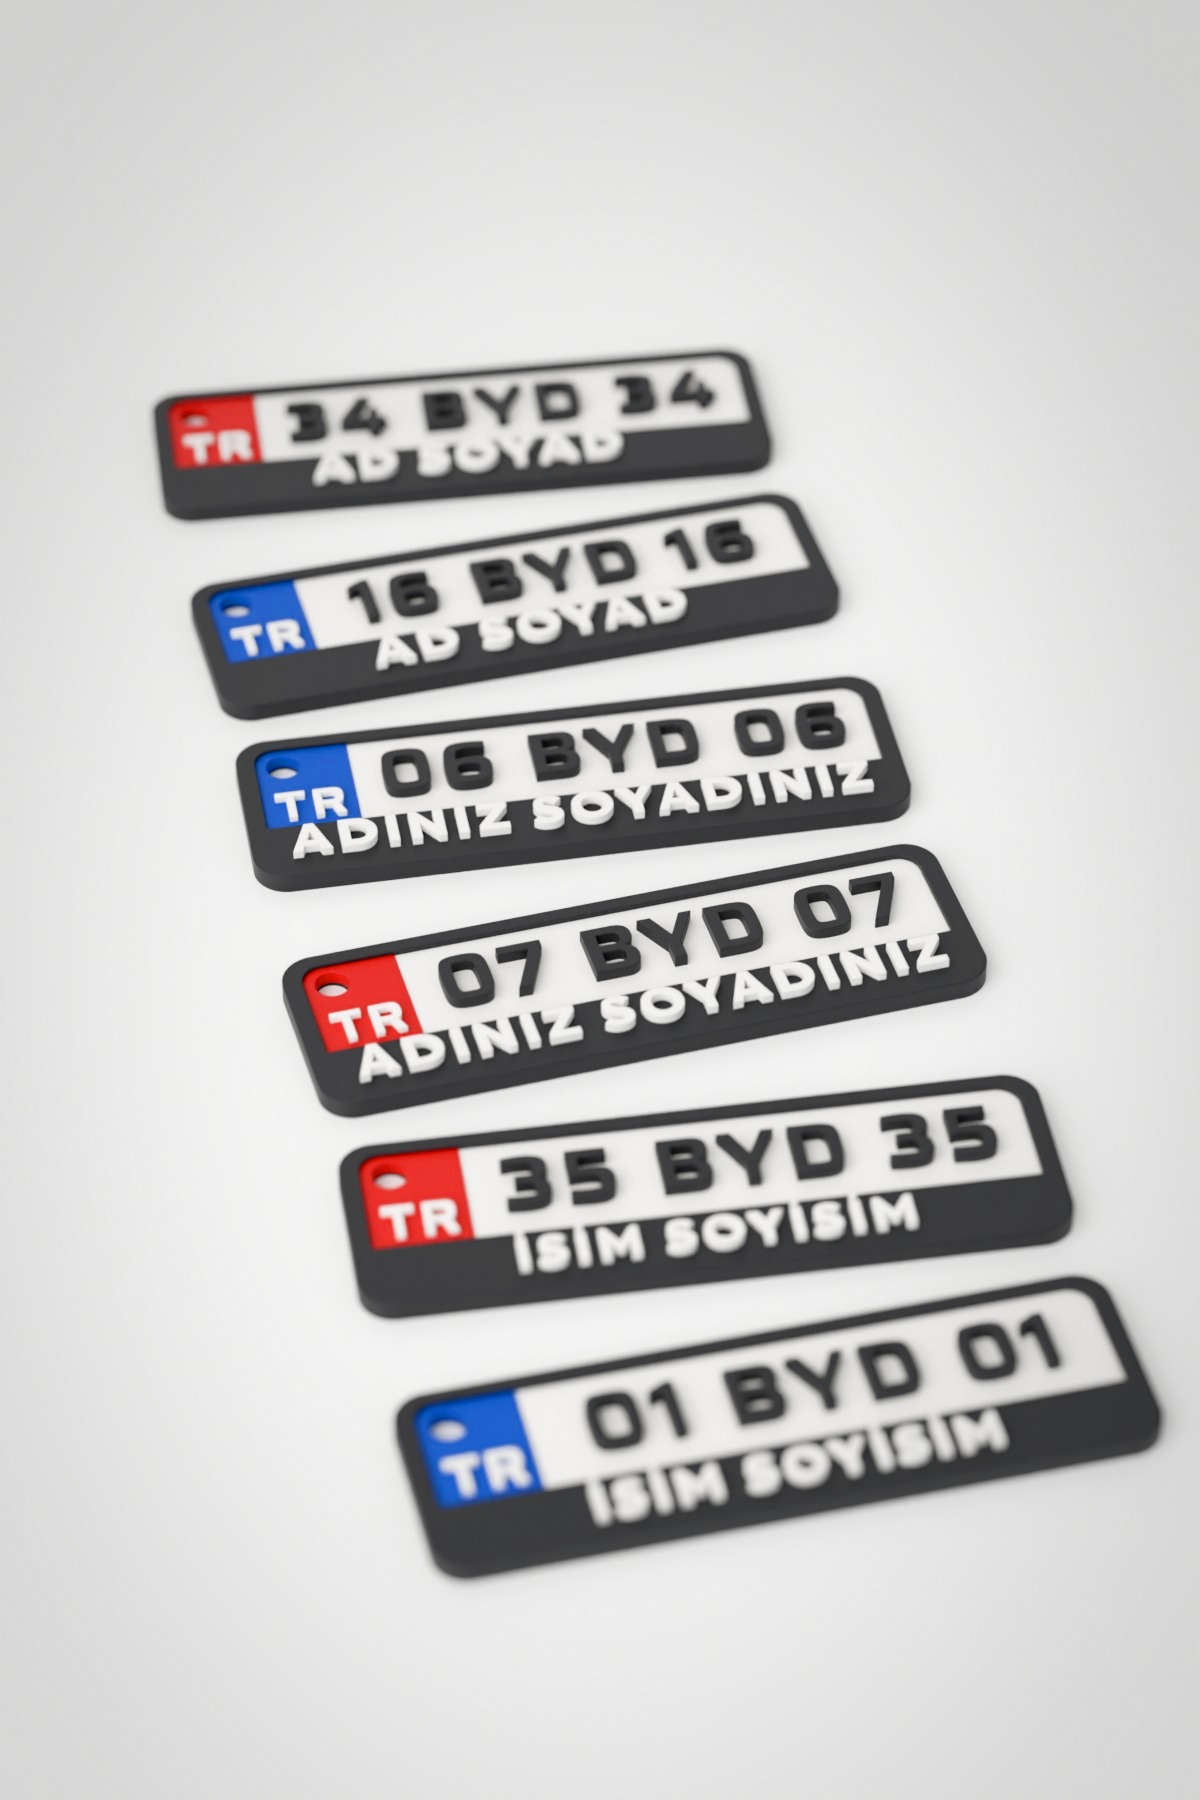 TR 34 BYD 34
AD SOYAD
TR 16 BYD 16
AD SOYAD
TR 06 BYD 06
ADINIZ SOYADINIZ
TR 07 BYD 07
ADINIZ SOYADINIZ
TR 35 BYD 35
İSİM SOYİSİM
TR 01 BYD 01
İSİM SOYİSİM